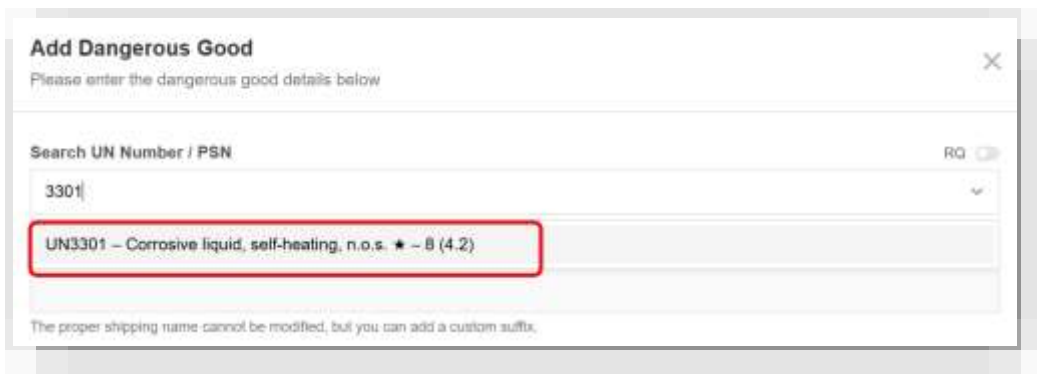 Add Dangerous Good
Please enter the dangerous good details below
Search UN Number / PSN
RQ
3301
UN3301 – Corrosive liquid, self-heating, n.o.s. ★ – 8 (4.2)
The proper shipping name cannot be modified, but you can add a custom suffix.